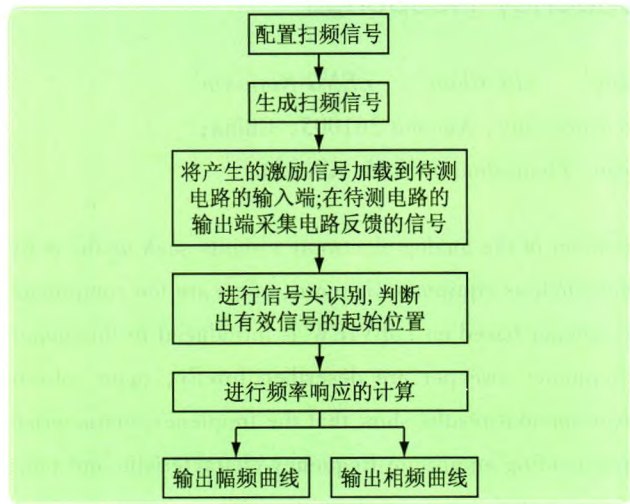 配置扫频信号
生成扫频信号
将产生的激励信号加载到待测
电路的输入端;在待测电路的
输出端采集电路反馈的信号
进行信号头识别,判断
出有效信号的起始位置
进行频率响应的计算
输出幅频曲线
输出相频曲线